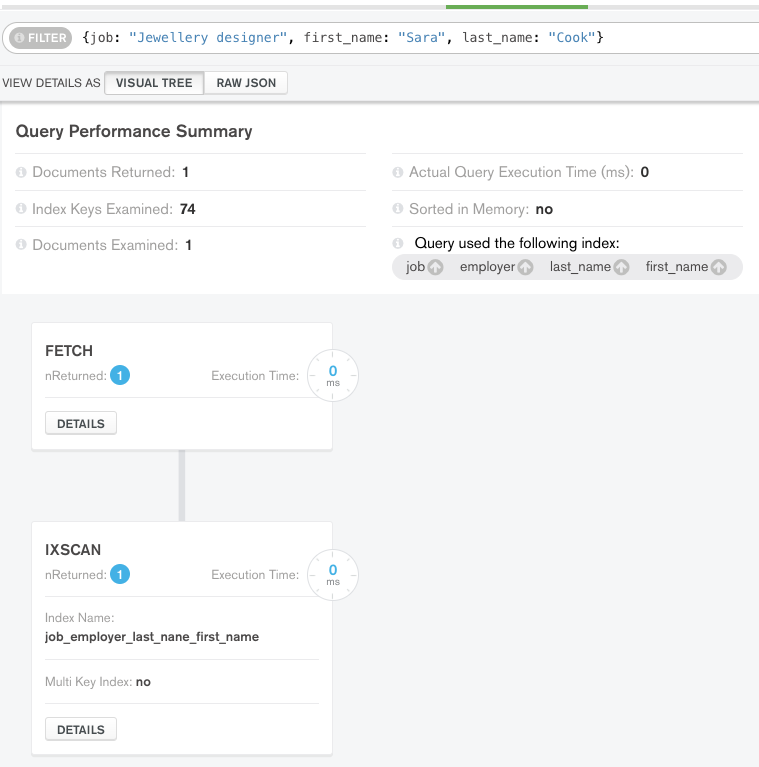 FILTER {job: "Jewellery designer", first_name: "Sara", last_name: "Cook"}
VIEW DETAILS AS VISUAL TREE RAW JSON
Query Performance Summary
Documents Returned: 1
Index Keys Examined: 74
Documents Examined: 1
Actual Query Execution Time (ms): 0
Sorted in Memory: no
Query used the following index:
job employer last_name first_name
FETCH
nReturned: 1 Execution Time: 0 ms
DETAILS
IXSCAN
nReturned: 1 Execution Time: 0 ms
Index Name:
job_employer_last_nane_first_name
Multi Key Index: no
DETAILS